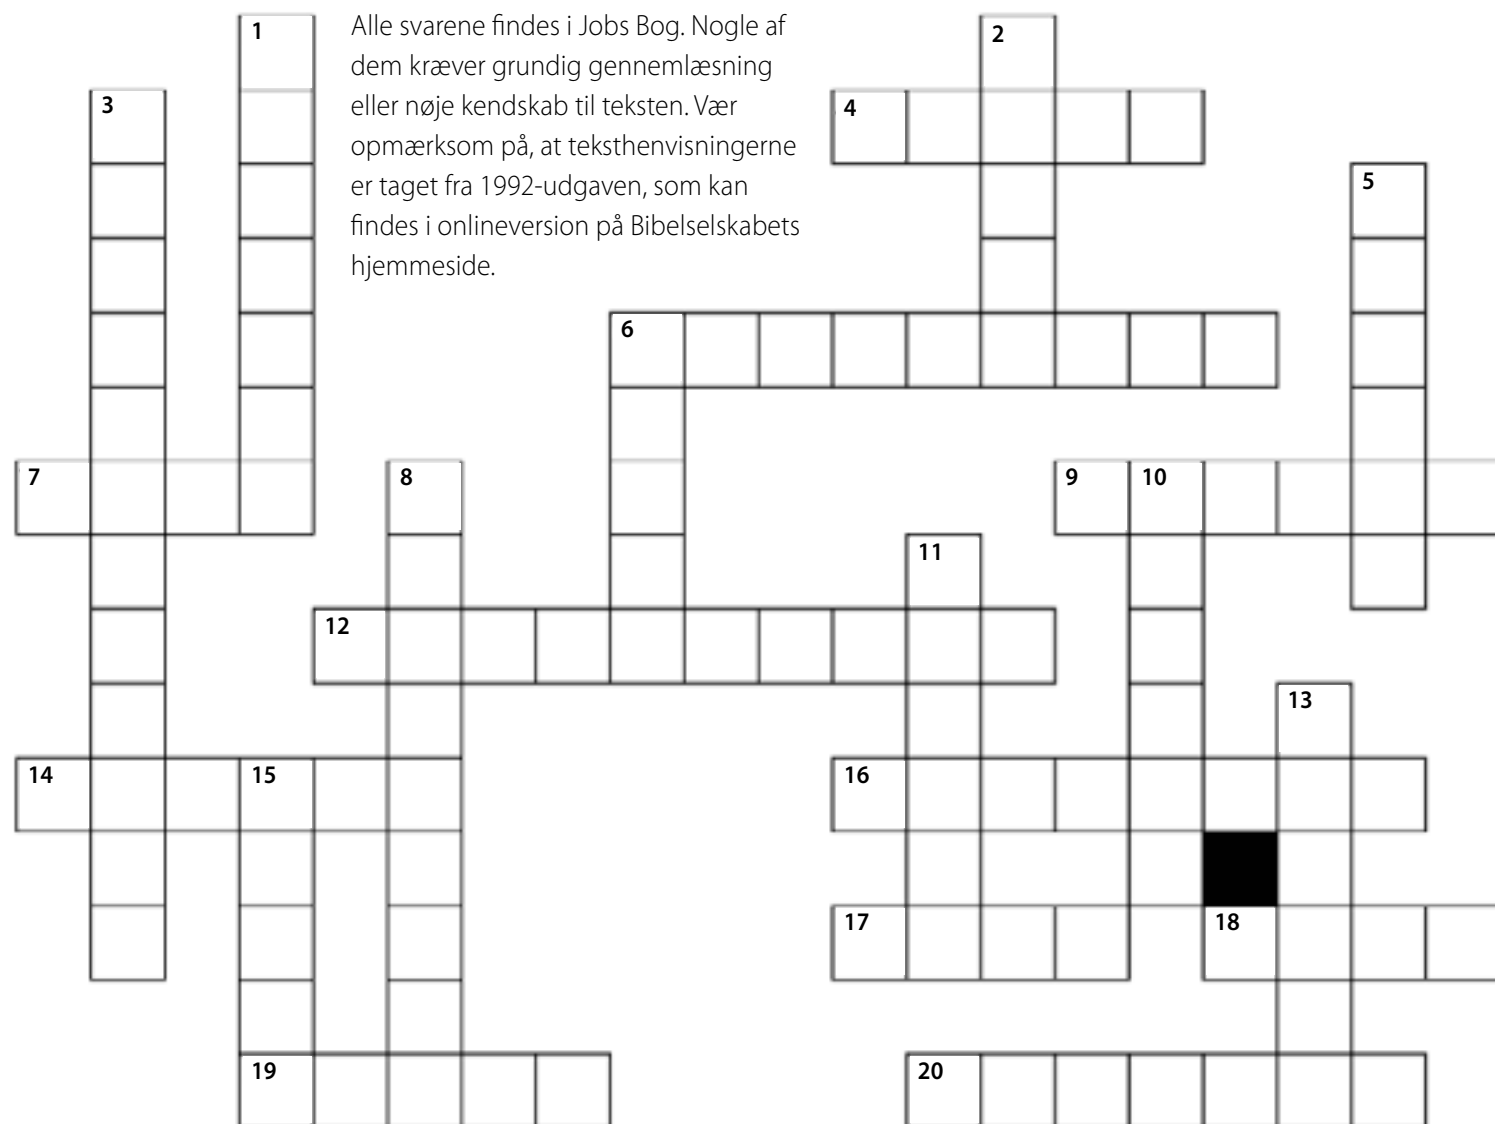 1
Alle svarene findes i Jobs Bog. Nogle af
dem kræver grundig gennemlæsning
eller nøje kendskab til teksten. Vær
opmærksom på, at teksthenvisningerne
er taget fra 1992-udgaven, som kan
findes i onlineversion på Bibelselskabets
hjemmeside.
2
3
4
5
6
7
8
9
10
11
12
13
14
15
16
17
18
19
20